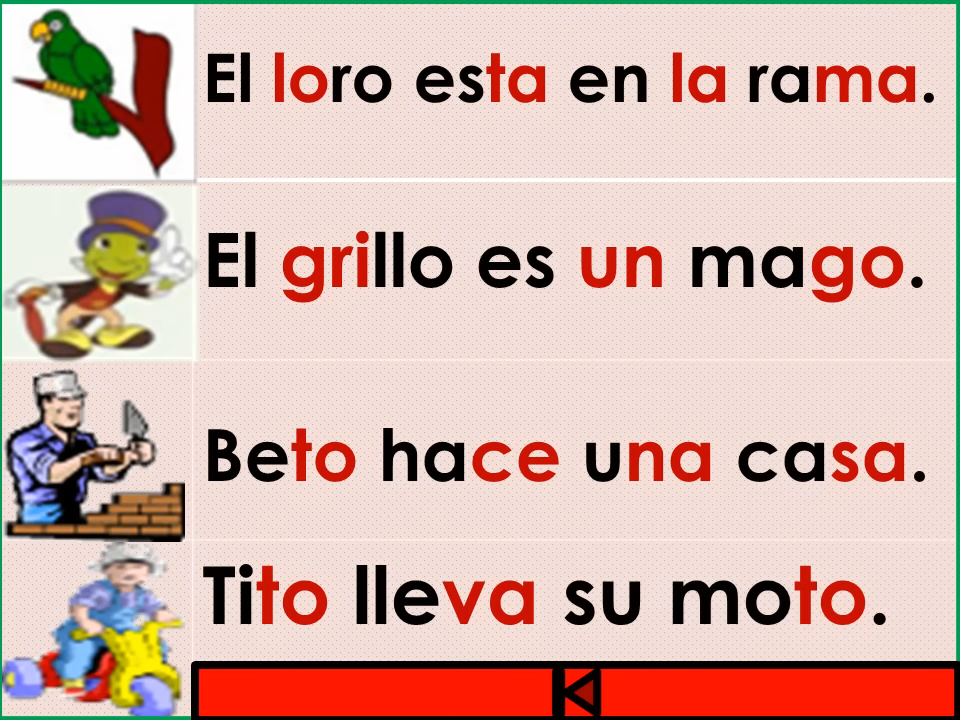 El loro esta en la rama.
El grillo es un mago.
Beto hace una casa.
Tito lleva su moto.